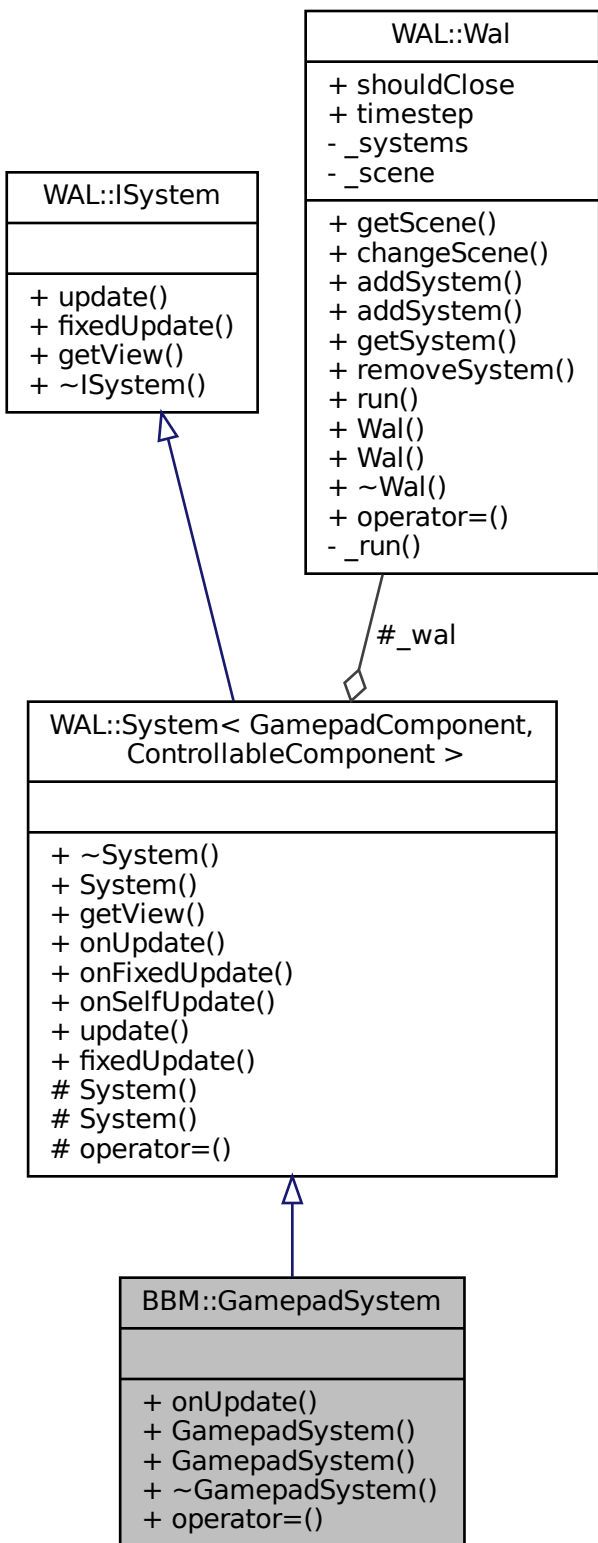 WAL::Wal
+ shouldClose
+ timestep
- _systems
- _scene
+ getScene()
+ changeScene()
+ addSystem()
+ addSystem()
+ getSystem()
+ removeSystem()
+ run()
+ Wal()
+ Wal()
+ ~Wal()
+ operator=()
- _run()
WAL::ISystem
+ update()
+ fixedUpdate()
+ getView()
+ ~ISystem()
#_wal
WAL::System< GamepadComponent,
ControllableComponent >
+ ~System()
+ System()
+ getView()
+ onUpdate()
+ onFixedUpdate()
+ onSelfUpdate()
+ update()
+ fixedUpdate()
# System()
# System()
# operator=()
BBM::GamepadSystem
+ onUpdate()
+ GamepadSystem()
+ GamepadSystem()
+ ~GamepadSystem()
+ operator=()